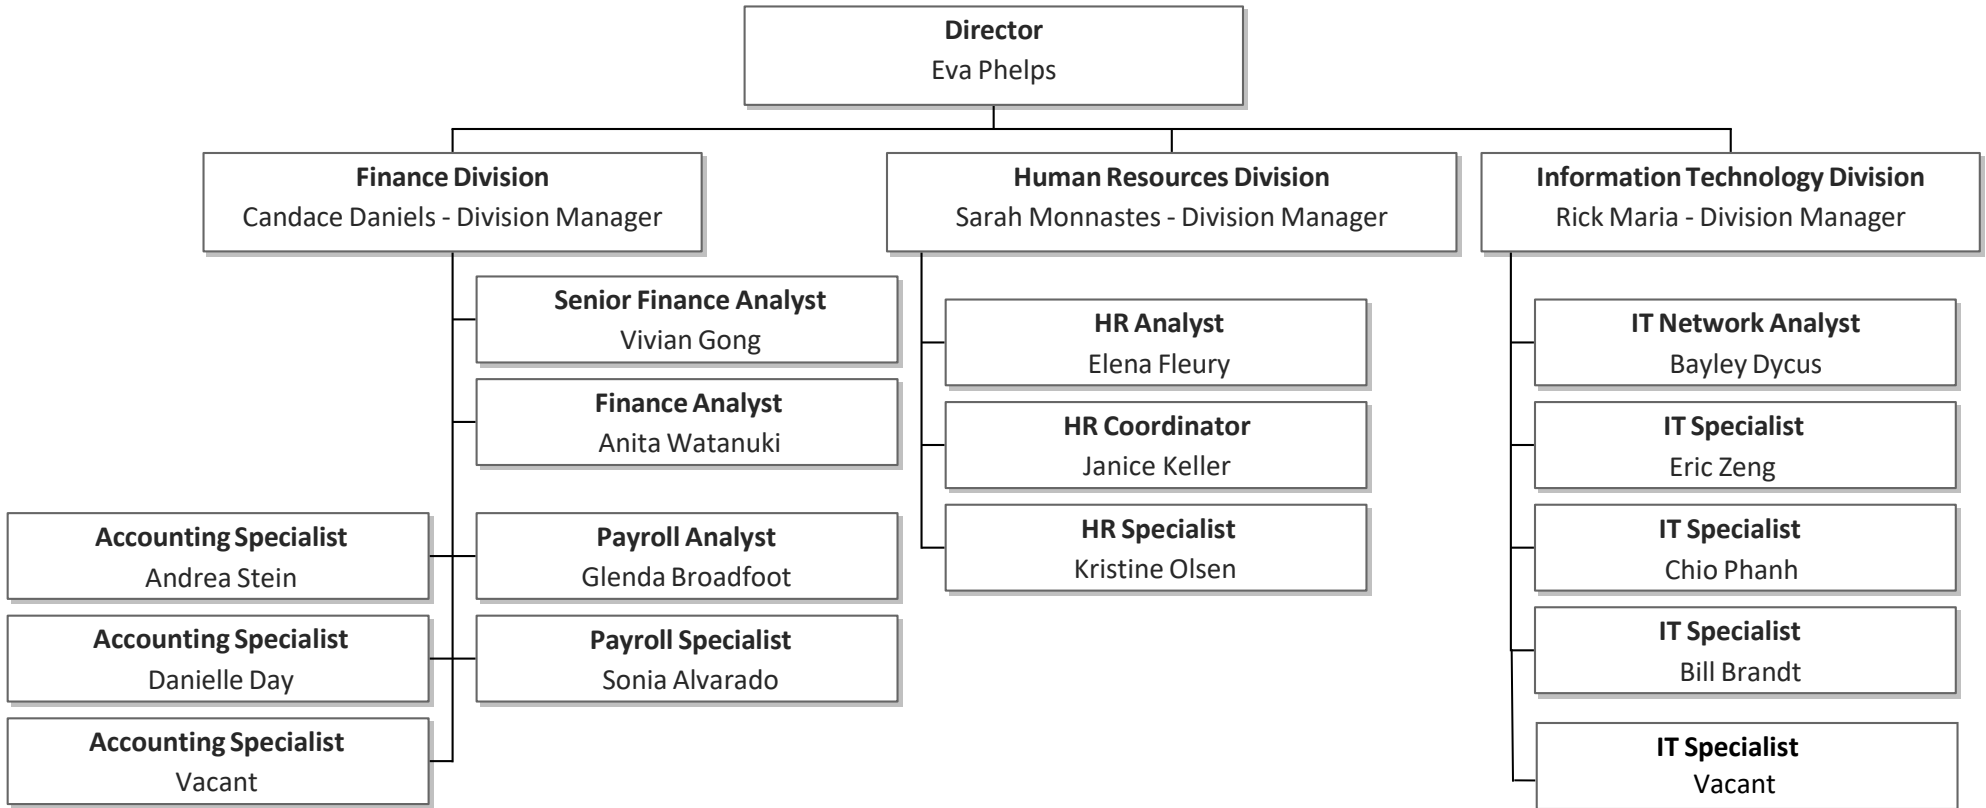 Director
Eva Phelps
Finance Division
Candace Daniels - Division Manager
Human Resources Division
Sarah Monnastes - Division Manager
Information Technology Division
Rick Maria - Division Manager
Senior Finance Analyst
Vivian Gong
Finance Analyst
Anita Watanuki
Accounting Specialist
Andrea Stein
Payroll Analyst
Glenda Broadfoot
Accounting Specialist
Danielle Day
Payroll Specialist
Sonia Alvarado
Accounting Specialist
Vacant
HR Analyst
Elena Fleury
HR Coordinator
Janice Keller
HR Specialist
Kristine Olsen
IT Network Analyst
Bayley Dycus
IT Specialist
Eric Zeng
IT Specialist
Chio Phanh
IT Specialist
Bill Brandt
IT Specialist
Vacant